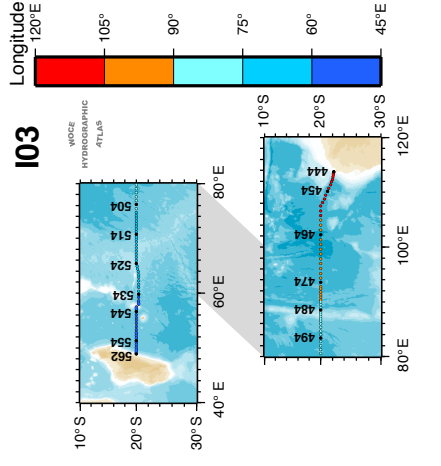 Longitude
120°E
105°
90°
75°
60°
45°E
I03
WOCE
HYDROGRAPHIC
ATLAS
10°S
20°S
30°S
40°E
60°E
80°E
562
554
544
534
524
514
504
10°S
20°S
30°S
80°E
100°E
120°E
494
484
474
464
454
444